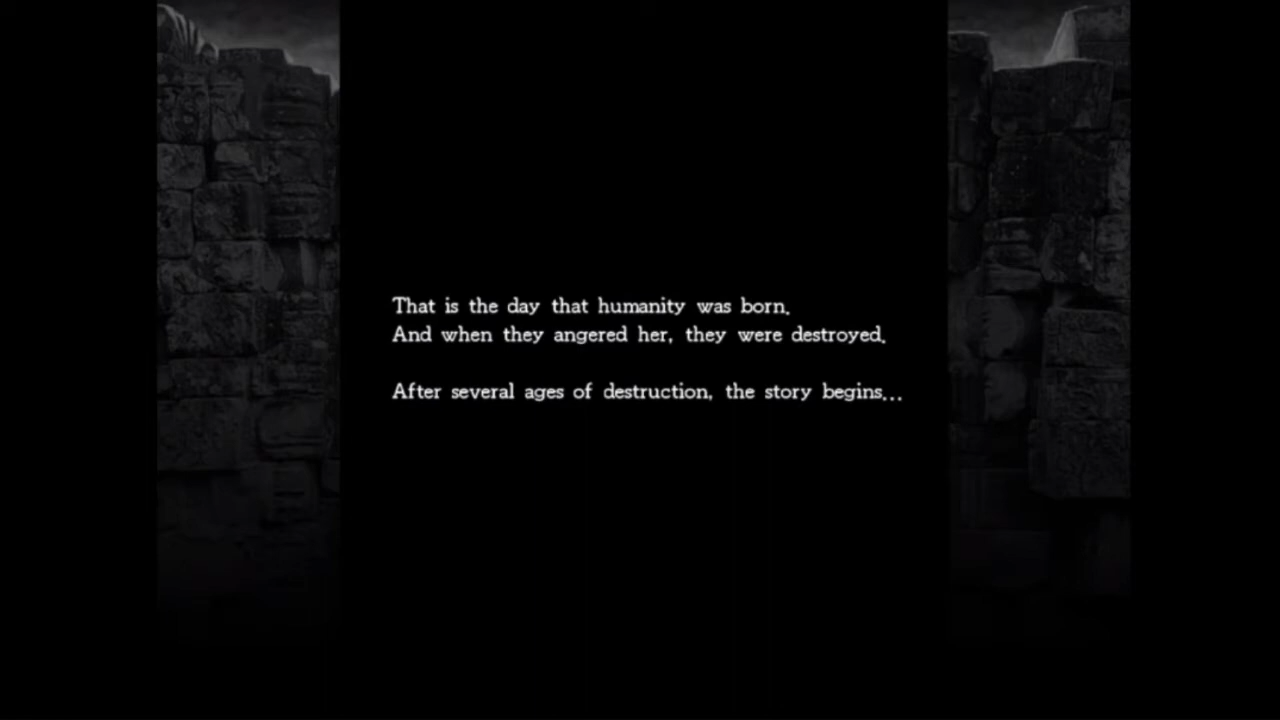 That is the day that humanity was born.
And when they angered her, they were destroyed.
After several ages of destruction, the story begins...